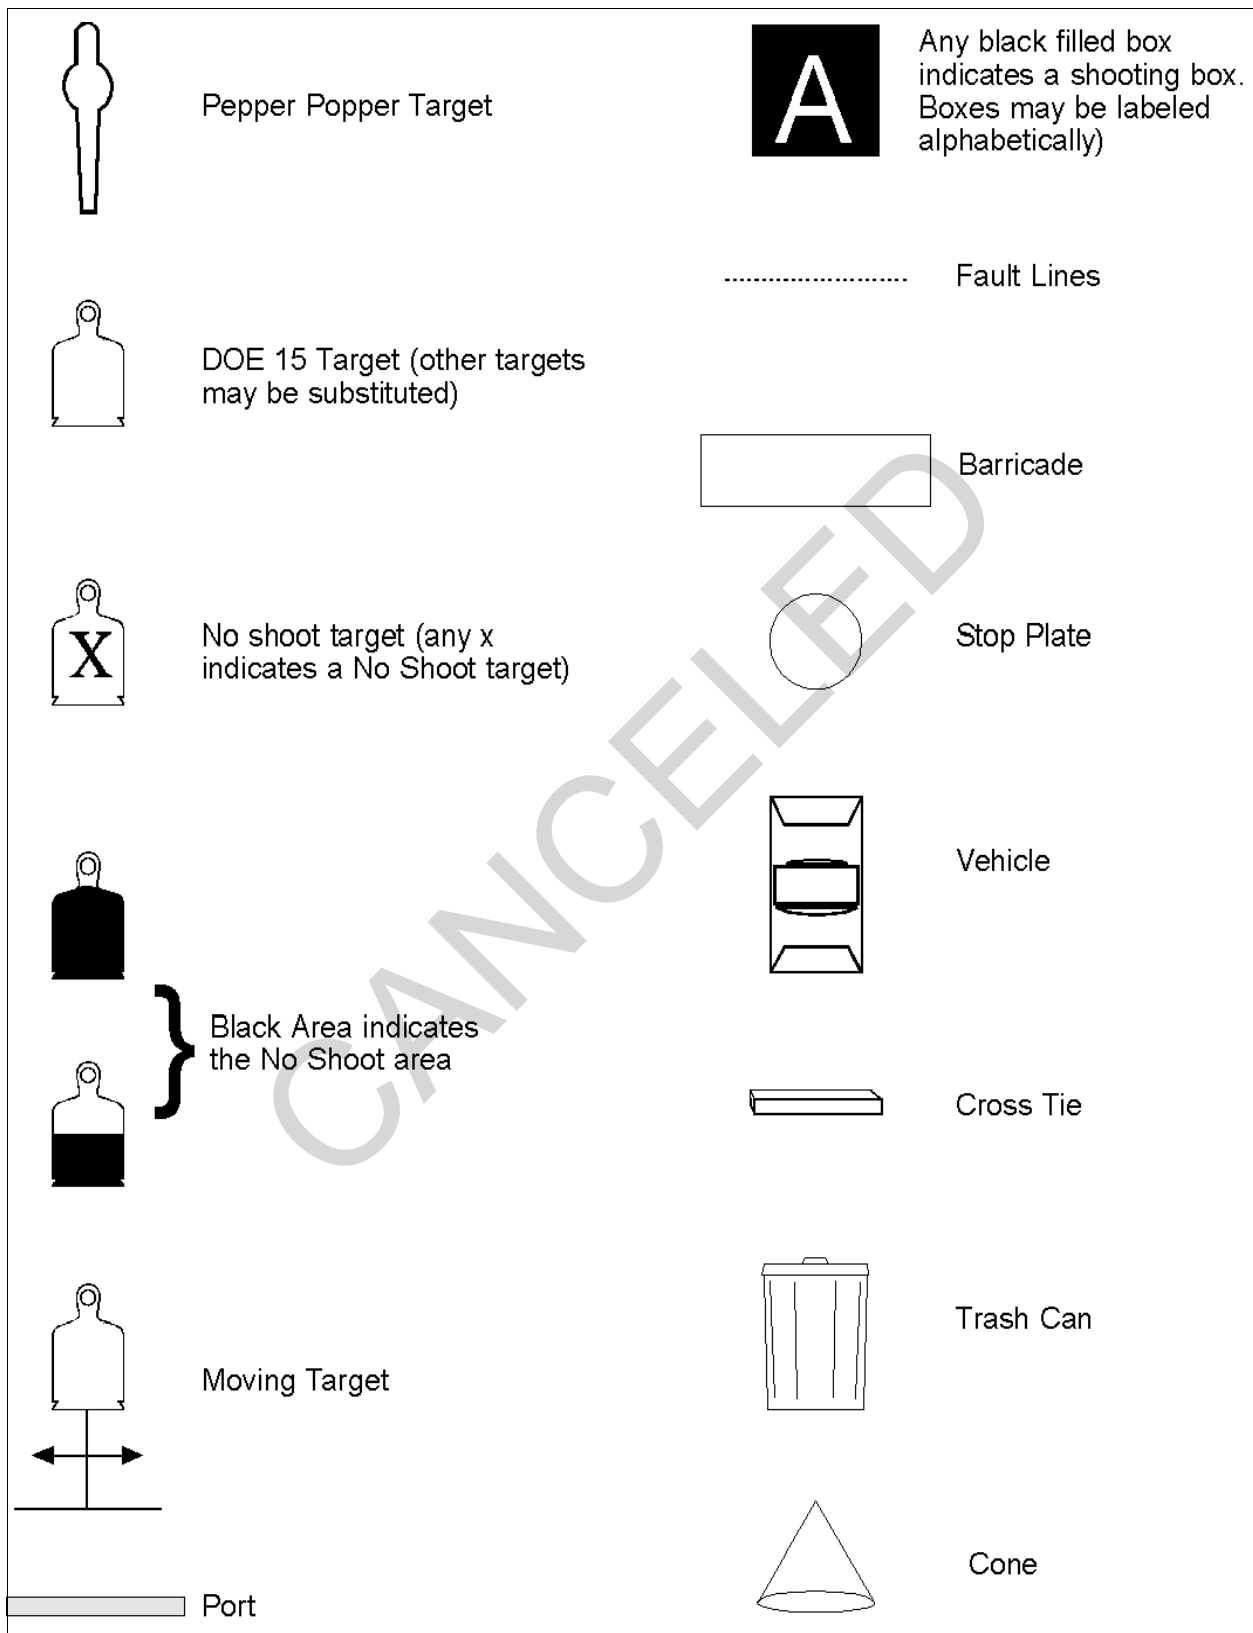 Pepper Popper Target
DOE 15 Target (other targets
may be substituted)
X
No shoot target (any x
indicates a No Shoot target)
Black Area indicates
the No Shoot area
Moving Target
Port
A
Any black filled box
indicates a shooting box.
Boxes may be labeled
alphabetically)
Fault Lines
Barricade
Stop Plate
Vehicle
Cross Tie
Trash Can
Cone
CANCELED